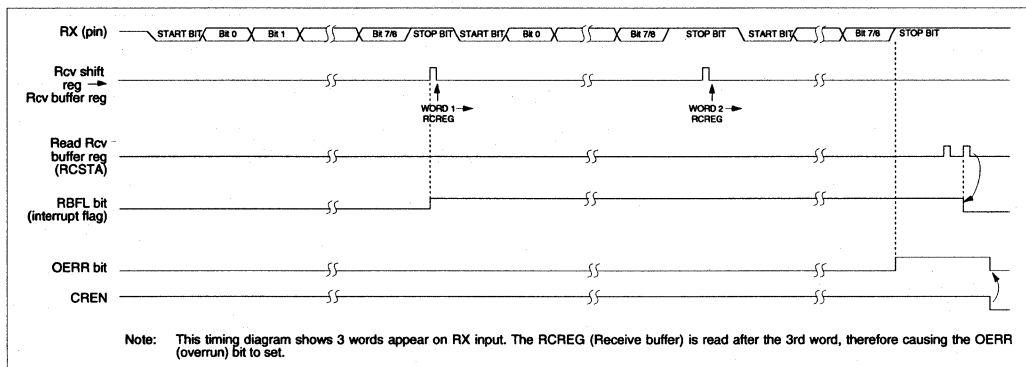 RX (pin)
START BIT Bit 0 Bit 1 Bit 7/8 STOP BIT START BIT Bit 0 Bit 7/8 STOP BIT START BIT Bit 7/8 STOP BIT
Rcv shift
reg →
Rcv buffer reg
WORD 1 → WORD 2 →
RCREG RCREG
Read Rcv
buffer reg
(RCSTA)
RBFL bit
(interrupt flag)
OERR bit
CREN
Note: This timing diagram shows 3 words appear on RX input. The RCREG (Receive buffer) is read after the 3rd word, therefore causing the OERR
(overrun) bit to set.